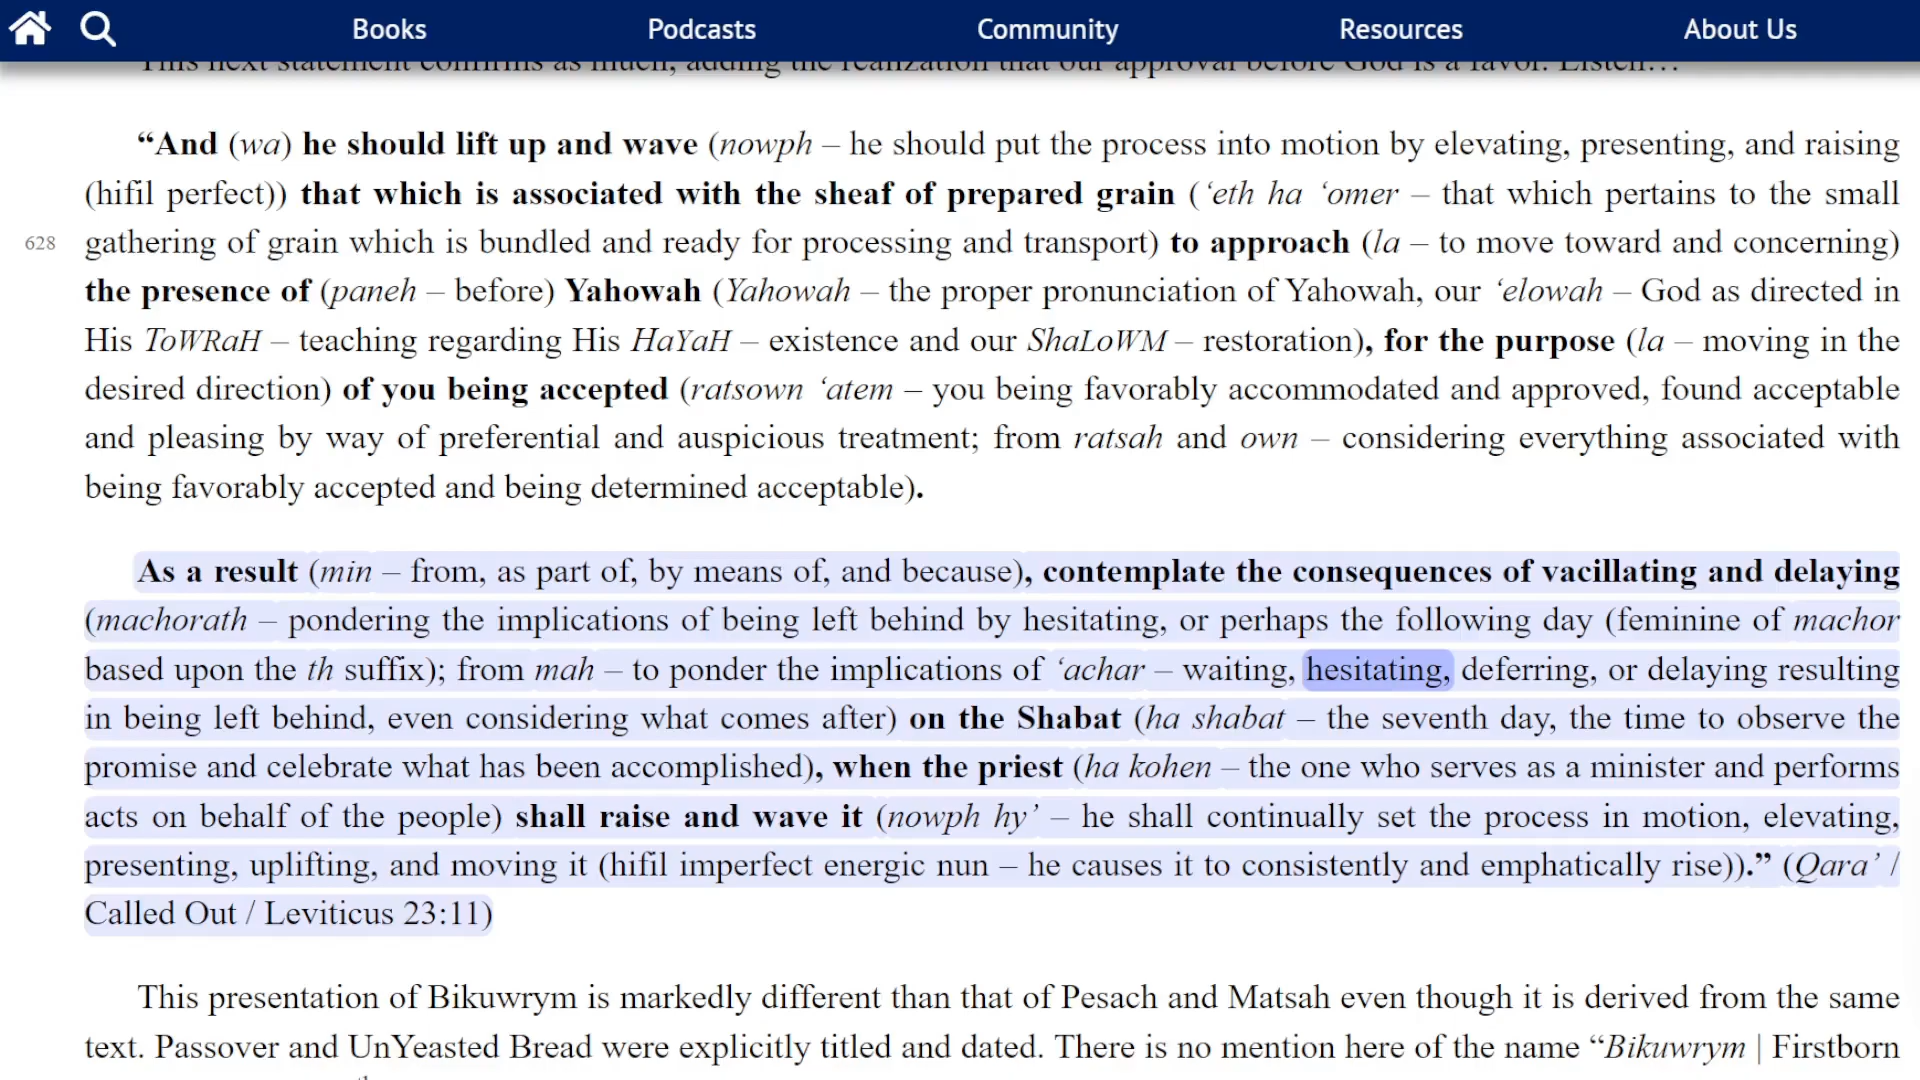 Books Podcasts Community Resources About Us
This next statement confirms as much, adding the realization that our approval before God is a favor. Listen…
“And (wa) he should lift up and wave (nowph – he should put the process into motion by elevating, presenting, and raising
(hifil perfect)) that which is associated with the sheaf of prepared grain (‘eth ha ‘omer – that which pertains to the small
628 gathering of grain which is bundled and ready for processing and transport) to approach (la – to move toward and concerning)
the presence of (paneh – before) Yahowah (Yahowah – the proper pronunciation of Yahowah, our ‘elowah – God as directed in
His ToWRaH – teaching regarding His HaYaH – existence and our ShaLoWM – restoration), for the purpose (la – moving in the
desired direction) of you being accepted (ratsown ‘atem – you being favorably accommodated and approved, found acceptable
and pleasing by way of preferential and auspicious treatment; from ratsah and own – considering everything associated with
being favorably accepted and being determined acceptable).
As a result (min – from, as part of, by means of, and because), contemplate the consequences of vacillating and delaying
(machorath – pondering the implications of being left behind by hesitating, or perhaps the following day (feminine of machor
based upon the th suffix); from mah – to ponder the implications of ‘achar – waiting, hesitating, deferring, or delaying resulting
in being left behind, even considering what comes after) on the Shabat (ha shabat – the seventh day, the time to observe the
promise and celebrate what has been accomplished), when the priest (ha kohen – the one who serves as a minister and performs
acts on behalf of the people) shall raise and wave it (nowph hy’ – he shall continually set the process in motion, elevating,
presenting, uplifting, and moving it (hifil imperfect energic nun – he causes it to consistently and emphatically rise)).” (Qara’ /
Called Out / Leviticus 23:11)
This presentation of Bikuwrym is markedly different than that of Pesach and Matsah even though it is derived from the same
text. Passover and UnYeasted Bread were explicitly titled and dated. There is no mention here of the name “Bikuwrym | Firstborn